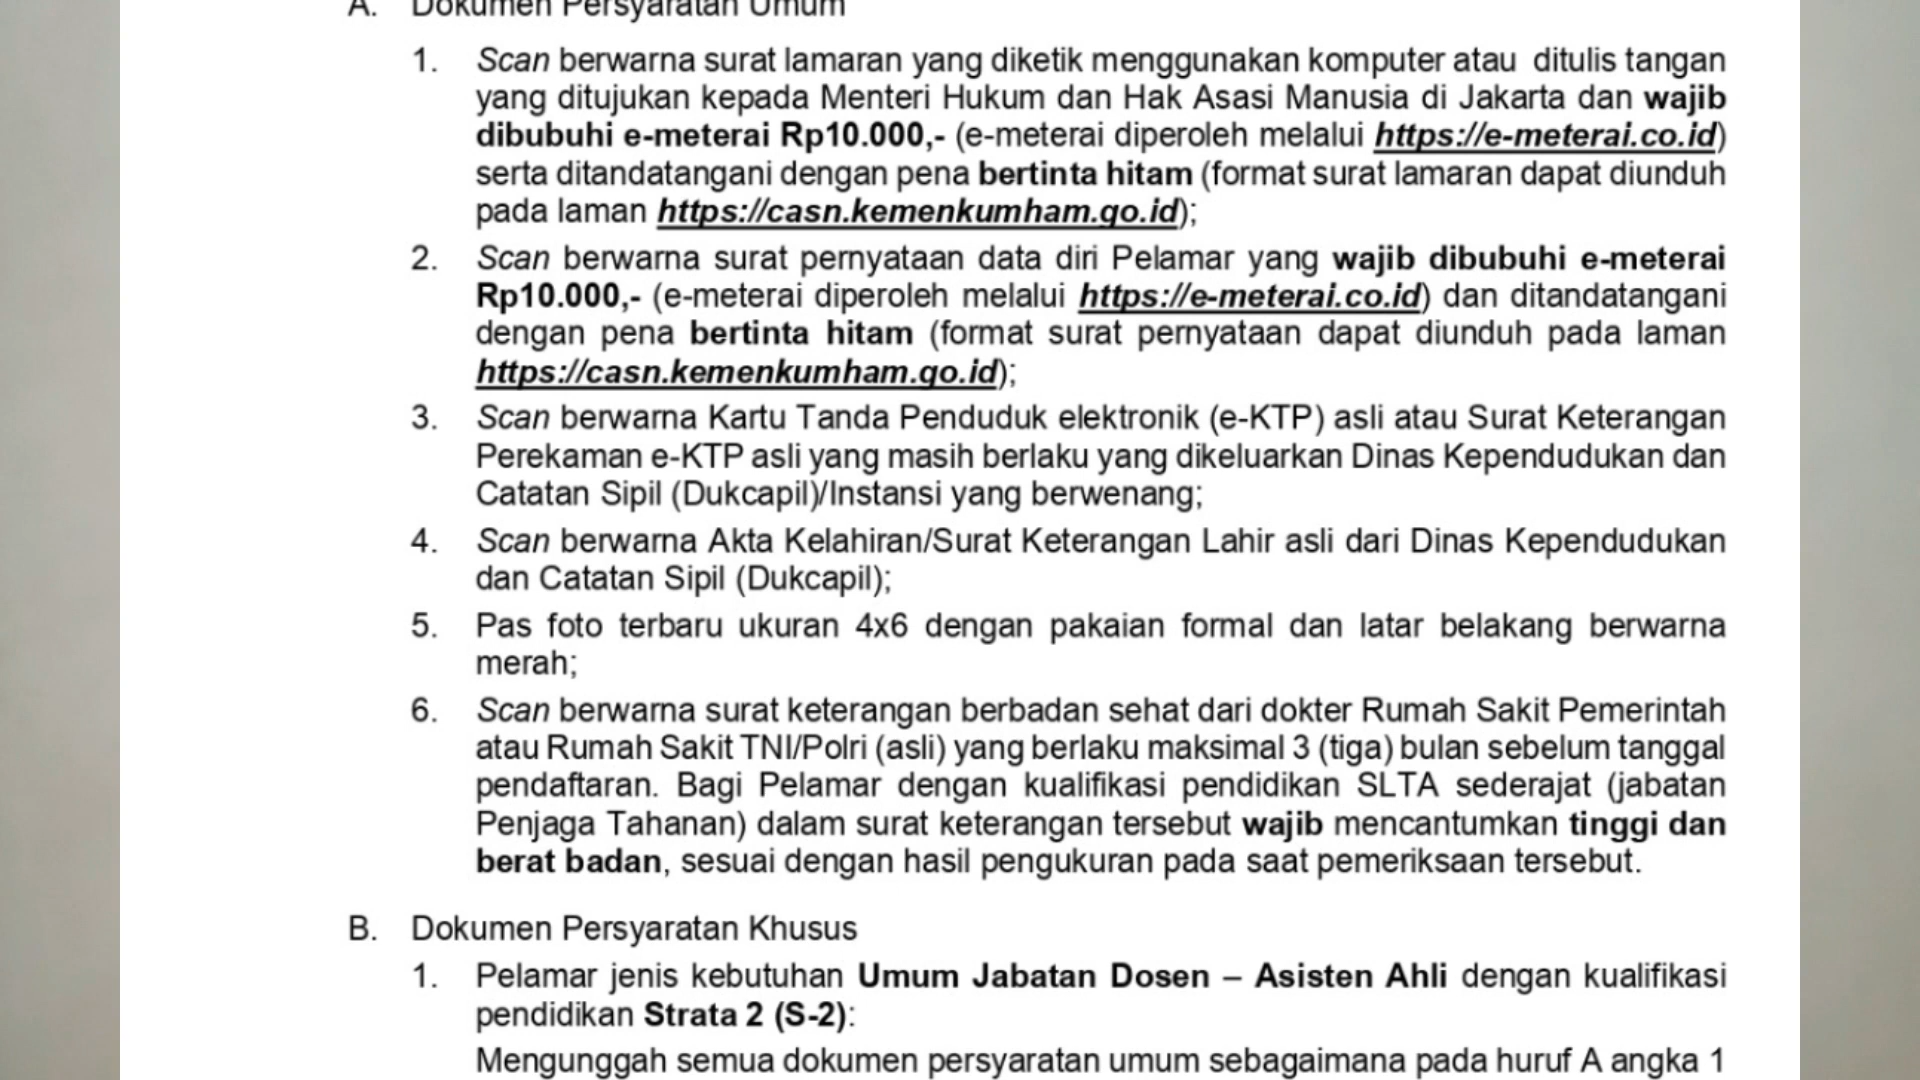 A. Dokumen Persyaratan Umum
1. Scan berwarna surat lamaran yang diketik menggunakan komputer atau ditulis tangan
yang ditujukan kepada Menteri Hukum dan Hak Asasi Manusia di Jakarta dan wajib
dibubuhi e-meterai Rp10.000,- (e-meterai diperoleh melalui https://e-meterai.co.id)
serta ditandatangani dengan pena bertinta hitam (format surat lamaran dapat diunduh
pada laman https://casn.kemenkumham.go.id);
2. Scan berwarna surat pernyataan data diri Pelamar yang wajib dibubuhi e-meterai
Rp10.000,- (e-meterai diperoleh melalui https://e-meterai.co.id) dan ditandatangani
dengan pena bertinta hitam (format surat pernyataan dapat diunduh pada laman
https://casn.kemenkumham.go.id);
3. Scan berwarna Kartu Tanda Penduduk elektronik (e-KTP) asli atau Surat Keterangan
Perekaman e-KTP asli yang masih berlaku yang dikeluarkan Dinas Kependudukan dan
Catatan Sipil (Dukcapil)/Instansi yang berwenang;
4. Scan berwarna Akta Kelahiran/Surat Keterangan Lahir asli dari Dinas Kependudukan
dan Catatan Sipil (Dukcapil);
5. Pas foto terbaru ukuran 4x6 dengan pakaian formal dan latar belakang berwarna
merah;
6. Scan berwarna surat keterangan berbadan sehat dari dokter Rumah Sakit Pemerintah
atau Rumah Sakit TNI/Polri (asli) yang berlaku maksimal 3 (tiga) bulan sebelum tanggal
pendaftaran. Bagi Pelamar dengan kualifikasi pendidikan SLTA sederajat (jabatan
Penjaga Tahanan) dalam surat keterangan tersebut wajib mencantumkan tinggi dan
berat badan, sesuai dengan hasil pengukuran pada saat pemeriksaan tersebut.
B. Dokumen Persyaratan Khusus
1. Pelamar jenis kebutuhan Umum Jabatan Dosen – Asisten Ahli dengan kualifikasi
pendidikan Strata 2 (S-2):
Mengunggah semua dokumen persyaratan umum sebagaimana pada huruf A angka 1